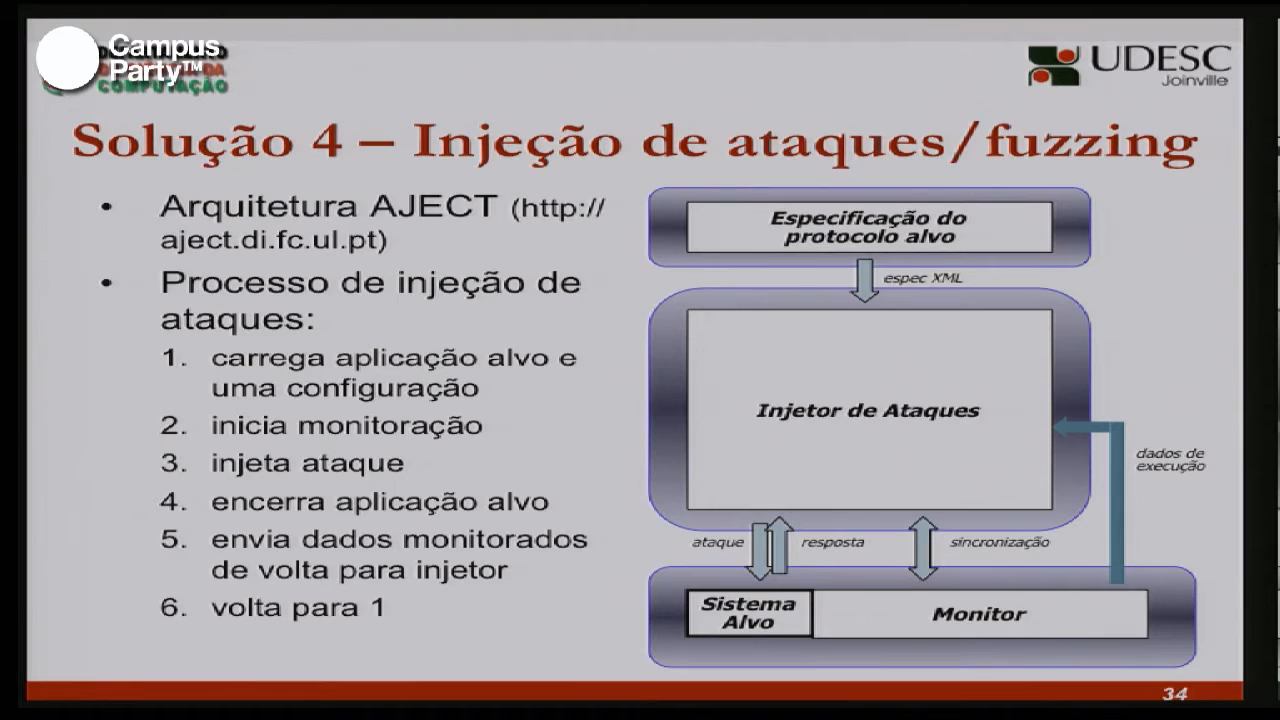 Campus
Party™
COMPUTAÇÃO
UDESC
Joinville
Solução 4 – Injeção de ataques/fuzzing
• Arquitetura AJECT (http://
aject.di.fc.ul.pt)
• Processo de injeção de
ataques:
1. carrega aplicação alvo e
uma configuração
2. inicia monitoração
3. injeta ataque
4. encerra aplicação alvo
5. envia dados monitorados
de volta para injetor
6. volta para 1
Especificação do
protocolo alvo
espec XML
Injetor de Ataques
dados de
execução
ataque
resposta
sincronização
Sistema
Alvo
Monitor
34